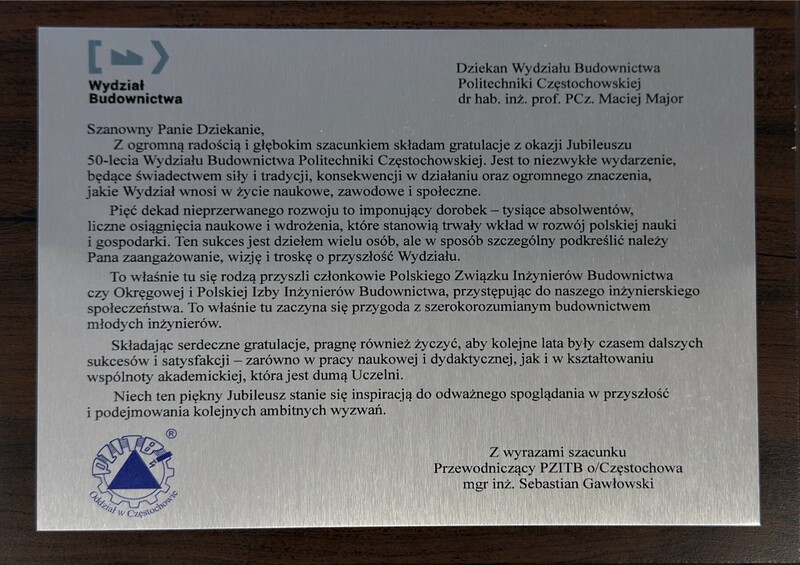 Wydział
Budownictwa
Dziekan Wydziału Budownictwa
Politechniki Częstochowskiej
dr hab. inż. prof. PCz. Maciej Major
Szanowny Panie Dziekanie,
Z ogromną radością i głębokim szacunkiem składam gratulacje z okazji Jubileuszu
50-lecia Wydziału Budownictwa Politechniki Częstochowskiej. Jest to niezwykłe wydarzenie,
będące świadectwem siły i tradycji, konsekwencji w działaniu oraz ogromnego znaczenia,
jakie Wydział wnosi w życie naukowe, zawodowe i społeczne.
Pięć dekad nieprzerwanego rozwoju to imponujący dorobek – tysiące absolwentów,
liczne osiągnięcia naukowe i wdrożenia, które stanowią trwały wkład w rozwój polskiej nauki
i gospodarki. Ten sukces jest dziełem wielu osób, ale w sposób szczególny podkreślić należy
Pana zaangażowanie, wizję i troskę o przyszłość Wydziału.
To właśnie tu się rodzą przyszli członkowie Polskiego Związku Inżynierów Budownictwa
czy Okręgowej i Polskiej Izby Inżynierów Budownictwa, przystępując do naszego inżynierskiego
społeczeństwa. To właśnie tu zaczyna się przygoda z szerokorozumianym budownictwem
młodych inżynierów.
Składając serdeczne gratulacje, pragnę również życzyć, aby kolejne lata były czasem dalszych
sukcesów i satysfakcji – zarówno w pracy naukowej i dydaktycznej, jak i w kształtowaniu
wspólnoty akademickiej, która jest dumą Uczelni.
Niech ten piękny Jubileusz stanie się inspiracją do odważnego spoglądania w przyszłość
i podejmowania kolejnych ambitnych wyzwań.
PZITB ®
Oddział w Częstochowie
Z wyrazami szacunku
Przewodniczący PZITB o/Częstochowa
mgr inż. Sebastian Gawłowski